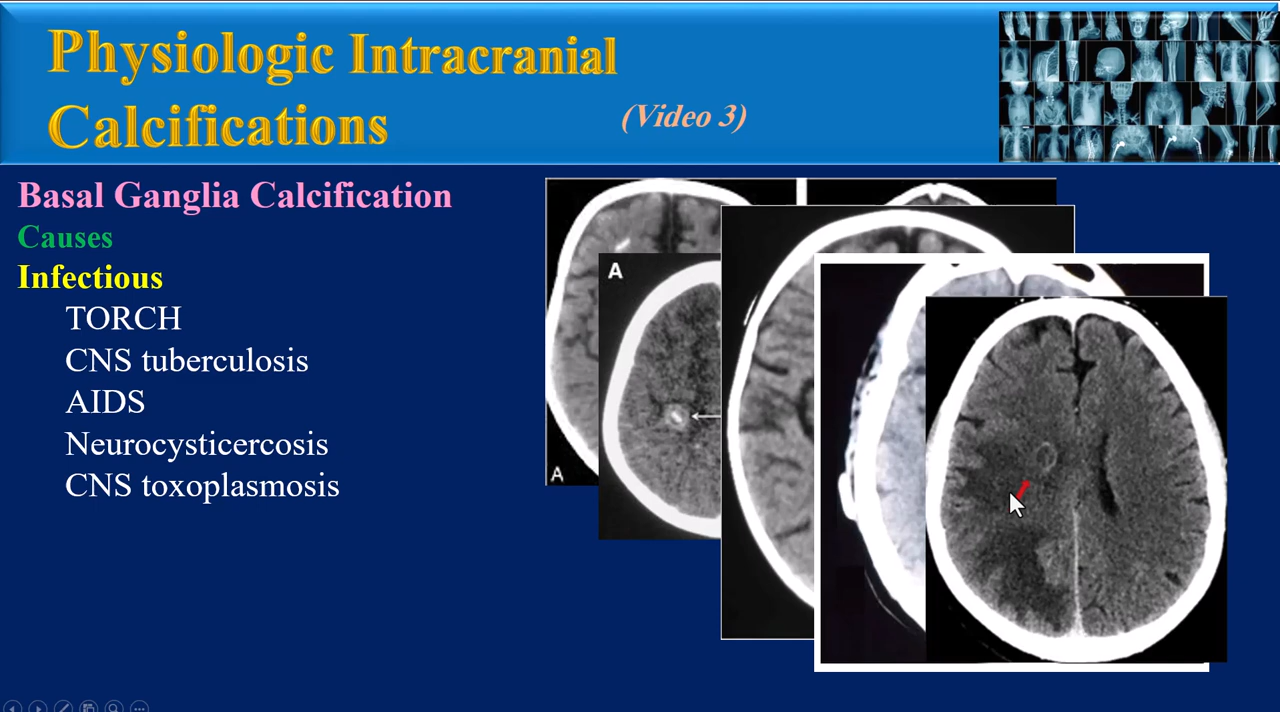 Physiologic Intracranial
Calcifications
(Video 3)
Basal Ganglia Calcification
Causes
Infectious
TORCH
CNS tuberculosis
AIDS
Neurocysticercosis
CNS toxoplasmosis
A
A